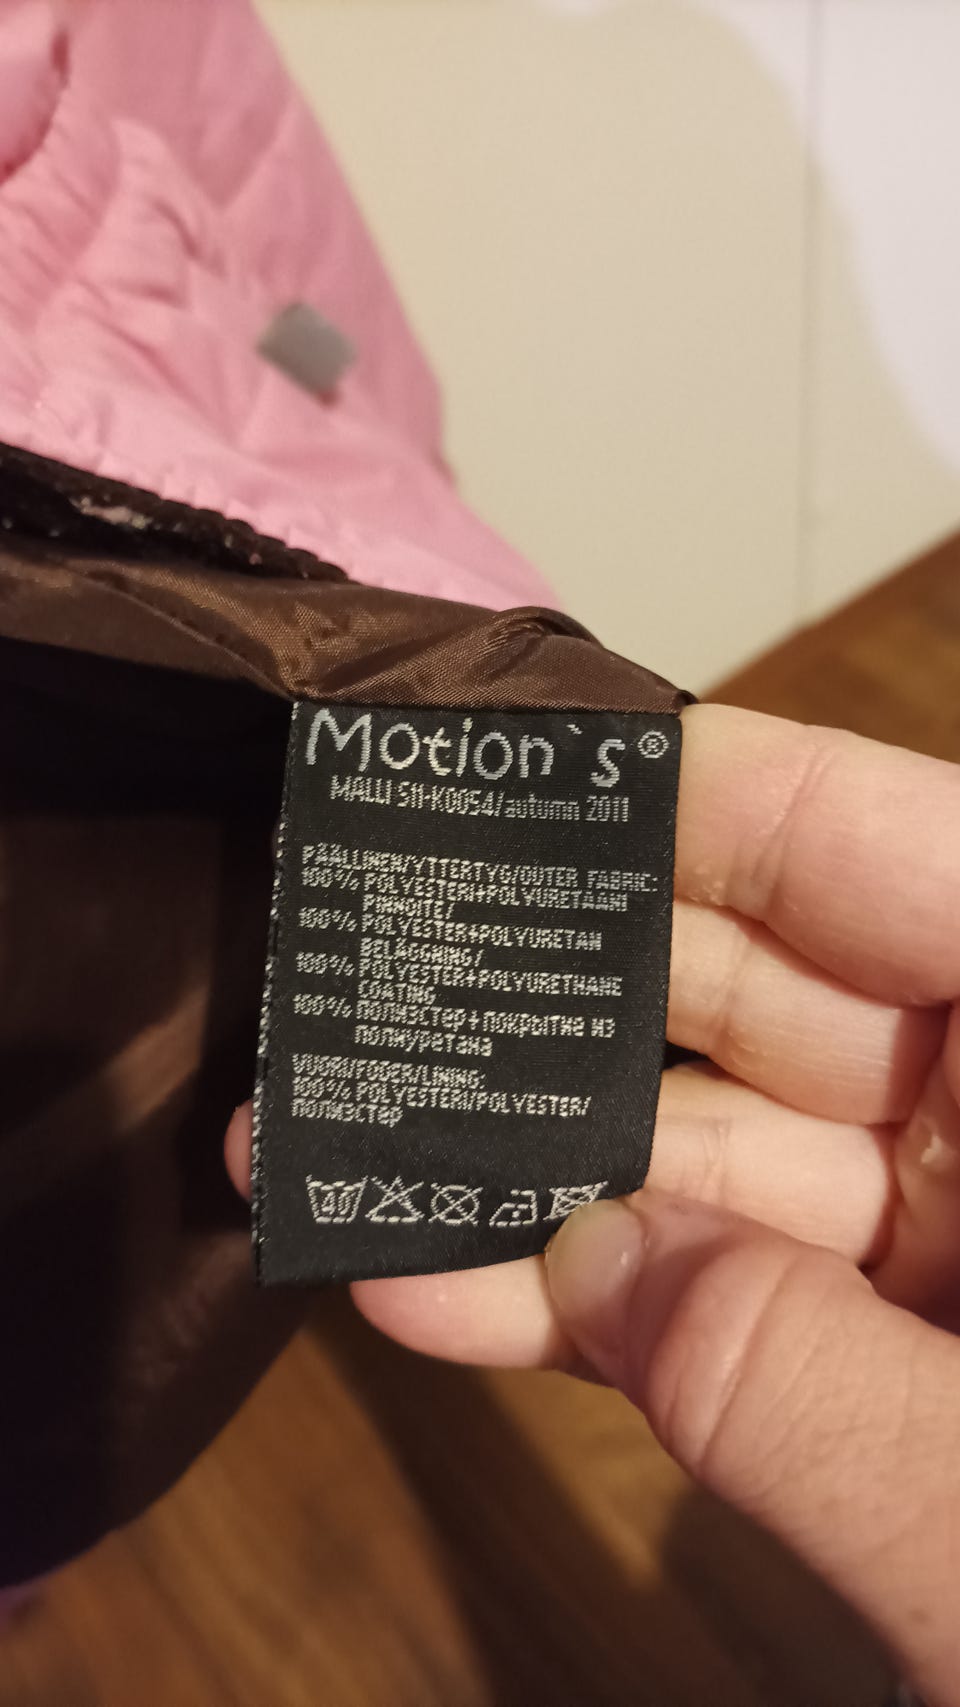 Motion`s®
MALLI S11-K0054/autumn 2011
PÄÄLLINEN/YTTERTYG/OUTER FABRIC:
100% POLYESTERI+POLYURETAANI
PINNOITE/
100% POLYESTER+POLYURETAN
BELÄGGNING/
100% POLYESTER+POLYURETHANE
COATING
100% полиэстер+покрытие из
полиуретана
VUORI/FODER/LINING:
100% POLYESTERI/POLYESTER/
полиэстер
40